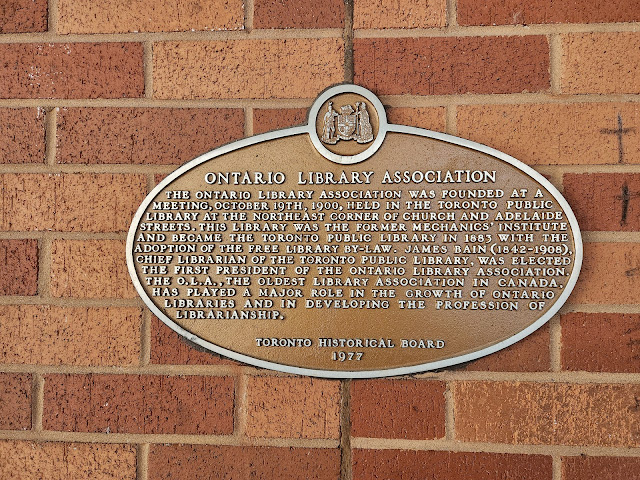 ONTARIO LIBRARY ASSOCIATION
THE ONTARIO LIBRARY ASSOCIATION WAS FOUNDED AT A
MEETING, OCTOBER 19TH, 1900, HELD IN THE TORONTO PUBLIC
LIBRARY AT THE NORTHEAST CORNER OF CHURCH AND ADELAIDE
STREETS. THIS LIBRARY WAS THE FORMER MECHANICS' INSTITUTE
AND BECAME THE TORONTO PUBLIC LIBRARY IN 1883 WITH THE
ADOPTION OF THE FREE LIBRARY BY-LAW. JAMES BAIN (1842-1908),
CHIEF LIBRARIAN OF THE TORONTO PUBLIC LIBRARY, WAS ELECTED
THE FIRST PRESIDENT OF THE ONTARIO LIBRARY ASSOCIATION.
THE O.L.A., THE OLDEST LIBRARY ASSOCIATION IN CANADA,
HAS PLAYED A MAJOR ROLE IN THE GROWTH OF ONTARIO
LIBRARIES AND IN DEVELOPING THE PROFESSION OF
LIBRARIANSHIP.
TORONTO HISTORICAL BOARD
1977